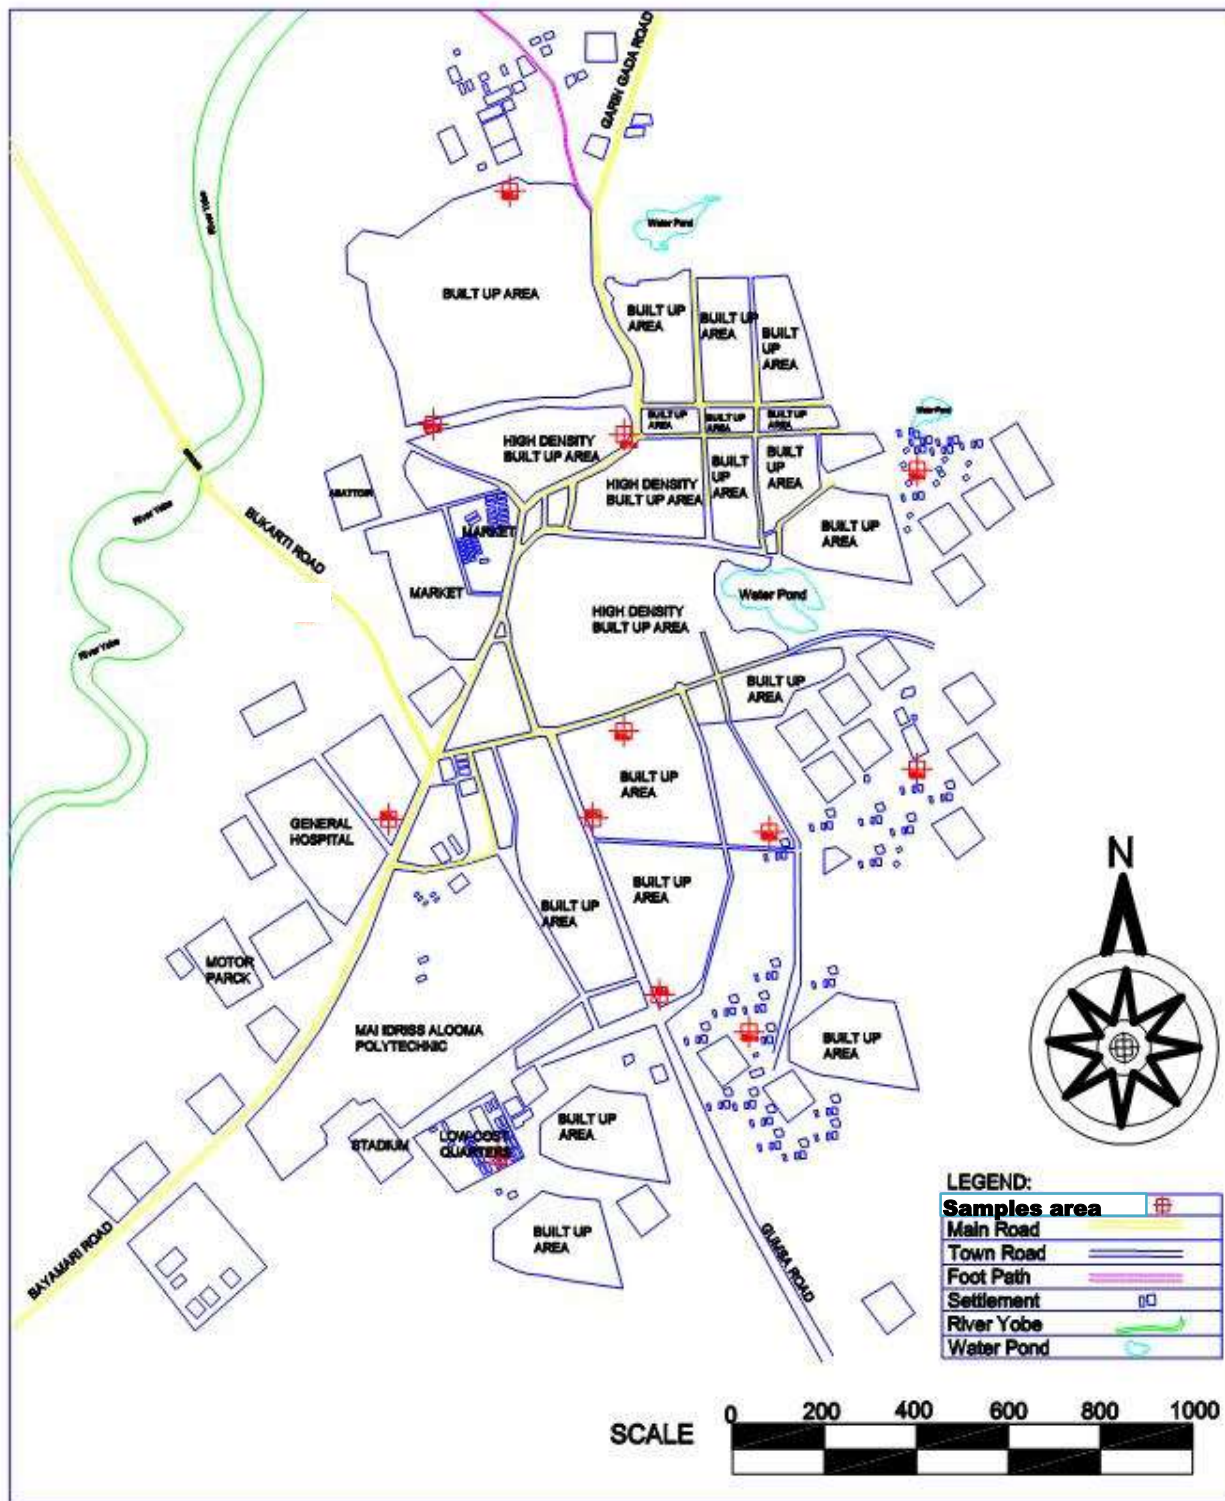 GARIN GADA ROAD
River Yobe
Water Pond
BUILT UP AREA
BUILT UP
AREA
BUILT UP
AREA
BUILT
UP
AREA
Water Pond
BUILT UP
AREA
BUILT UP
AREA
BUILT UP
AREA
HIGH DENSITY
BUILT UP AREA
BUILT
UP
AREA
BUILT
UP
AREA
ABATTOIR
HIGH DENSITY
BUILT UP AREA
River Yobe
BUKARTI ROAD
MARKET
BUILT UP
AREA
MARKET
Water Pond
HIGH DENSITY
BUILT UP AREA
River Yobe
BUILT UP
AREA
BUILT UP
AREA
GENERAL
HOSPITAL
N
BUILT UP
AREA
BUILT UP
AREA
MOTOR
PARCK
MAI IDRISS ALOOMA
POLYTECHNIC
BUILT UP
AREA
BUILT UP
AREA
STADIUM
LOW-COST
QUARTERS
BUILT UP
AREA
BAYAMARI ROAD
GUMSA ROAD
LEGEND:
Samples area
Main Road
Town Road
Foot Path
Settlement
River Yobe
Water Pond
SCALE
0 200 400 600 800 1000